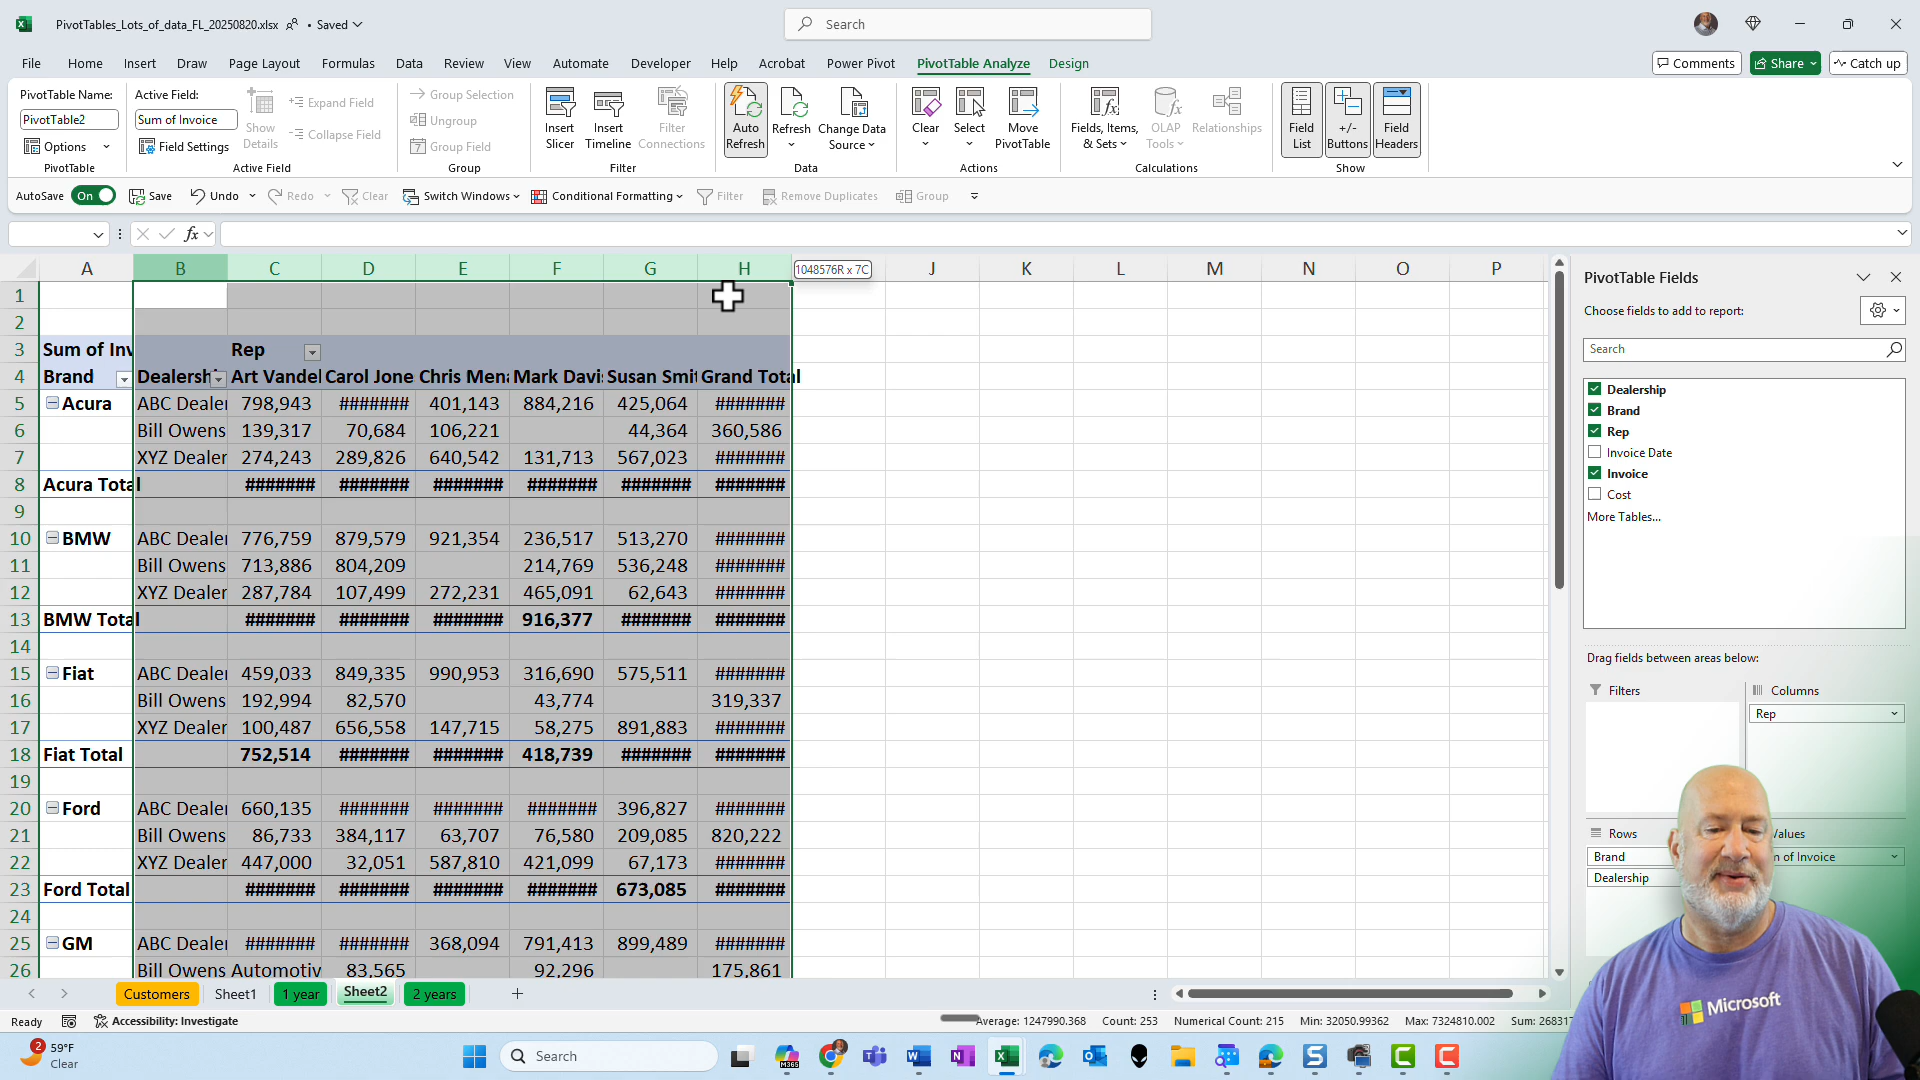 PivotTables_Lots_of_data_FL_20250820.xlsx • Saved
Search
File Home Insert Draw Page Layout Formulas Data Review View Automate Developer Help Acrobat Power Pivot PivotTable Analyze Design
Comments Share Catch up
PivotTable Name: Active Field:
PivotTable2 Sum of Invoice
Options Field Settings
Show Details
Expand Field
Collapse Field
Group Selection
Ungroup
Group Field
Insert Slicer
Insert Timeline
Filter Connections
Auto Refresh
Refresh
Change Data Source
Clear
Select
Move PivotTable
Fields, Items, & Sets
OLAP Tools
Relationships
Field List
+/- Buttons
Field Headers
PivotTable Active Field Group Filter Data Actions Calculations Show
AutoSave On Save Undo Redo Clear Switch Windows Conditional Formatting Filter Remove Duplicates Group
fx
A B C D E F G H 1048576R x 7C J K L M N O P
1
2
3 Sum of Inv Rep
4 Brand Dealersh Art Vandel Carol Jone Chris Mena Mark Davi Susan Smit Grand Total
5 Acura ABC Dealer 798,943 ####### 401,143 884,216 425,064 #######
6 Bill Owens 139,317 70,684 106,221 44,364 360,586
7 XYZ Dealer 274,243 289,826 640,542 131,713 567,023 #######
8 Acura Total ####### ####### ####### ####### ####### #######
9
10 BMW ABC Dealer 776,759 879,579 921,354 236,517 513,270 #######
11 Bill Owens 713,886 804,209 214,769 536,248 #######
12 XYZ Dealer 287,784 107,499 272,231 465,091 62,643 #######
13 BMW Total ####### ####### ####### 916,377 ####### #######
14
15 Fiat ABC Dealer 459,033 849,335 990,953 316,690 575,511 #######
16 Bill Owens 192,994 82,570 43,774 319,337
17 XYZ Dealer 100,487 656,558 147,715 58,275 891,883 #######
18 Fiat Total 752,514 ####### ####### 418,739 ####### #######
19
20 Ford ABC Dealer 660,135 ####### ####### ####### 396,827 #######
21 Bill Owens 86,733 384,117 63,707 76,580 209,085 820,222
22 XYZ Dealer 447,000 32,051 587,810 421,099 67,173 #######
23 Ford Total ####### ####### ####### ####### 673,085 #######
24
25 GM ABC Dealer ####### ####### 368,094 791,413 899,489 #######
26 Bill Owens Automotiv 83,565 92,296 175,861
PivotTable Fields
Choose fields to add to report:
Search
Dealership
Brand
Rep
Invoice Date
Invoice
Cost
More Tables...
Drag fields between areas below:
Filters Columns
Rep
Rows Values
Brand n of Invoice
Dealership
Microsoft
Customers Sheet1 1 year Sheet2 2 years
Ready Accessibility: Investigate Average: 1247990.368 Count: 253 Numerical Count: 215 Min: 32050.99362 Max: 7324810.002 Sum: 268317
2 59°F
Clear
Search
M365